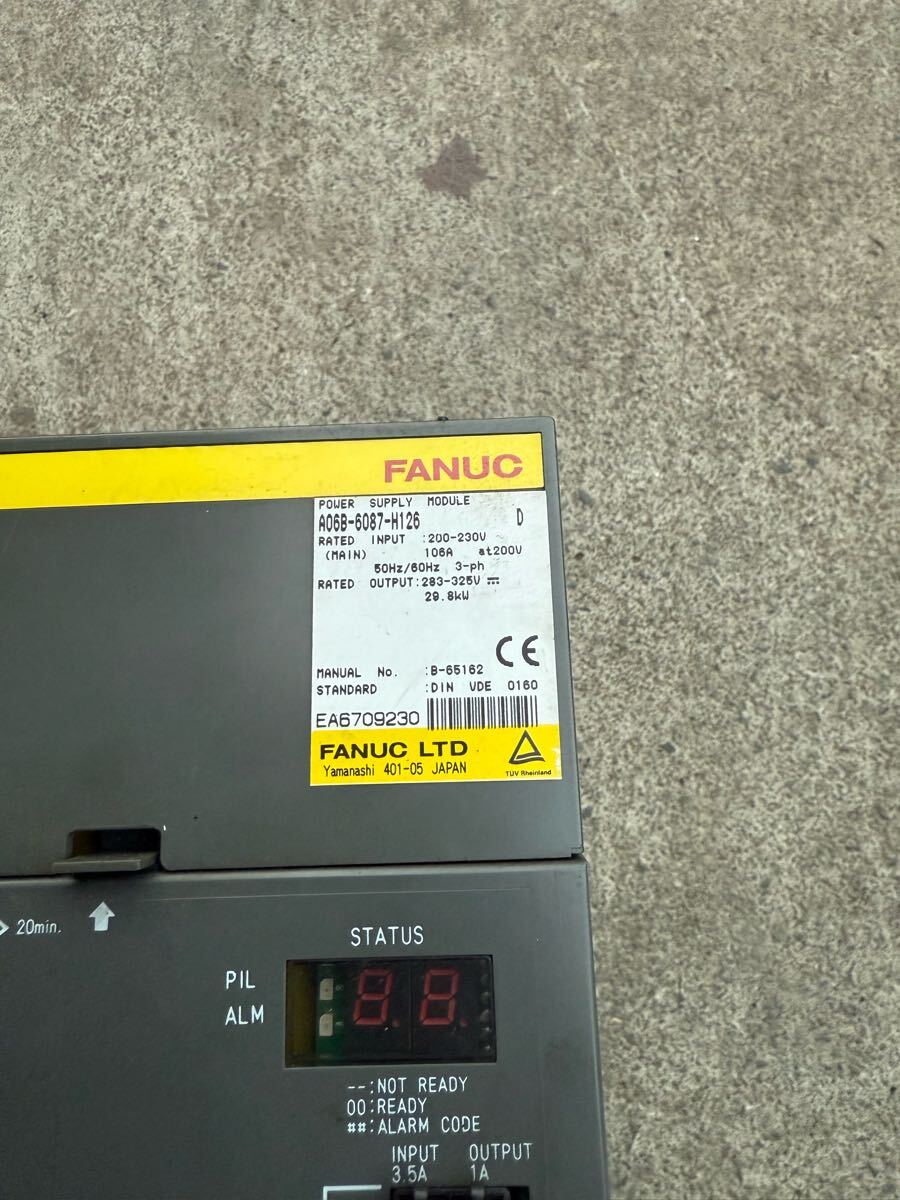 FANUC
POWER SUPPLY MODULE
A06B-6087-H126 D
RATED INPUT :200-230V ~
(MAIN) 106A at200V
50Hz/60Hz 3-ph
RATED OUTPUT:283-325V ⎓
29.8kW
CE
MANUAL No. :B-65162
STANDARD :DIN VDE 0160
EA6709230
FANUC LTD
Yamanashi 401-05 JAPAN
TUV Rheinland
20min.
STATUS
PIL
ALM
8.8.
--:NOT READY
00:READY
##:ALARM CODE
INPUT OUTPUT
3.5A 1A